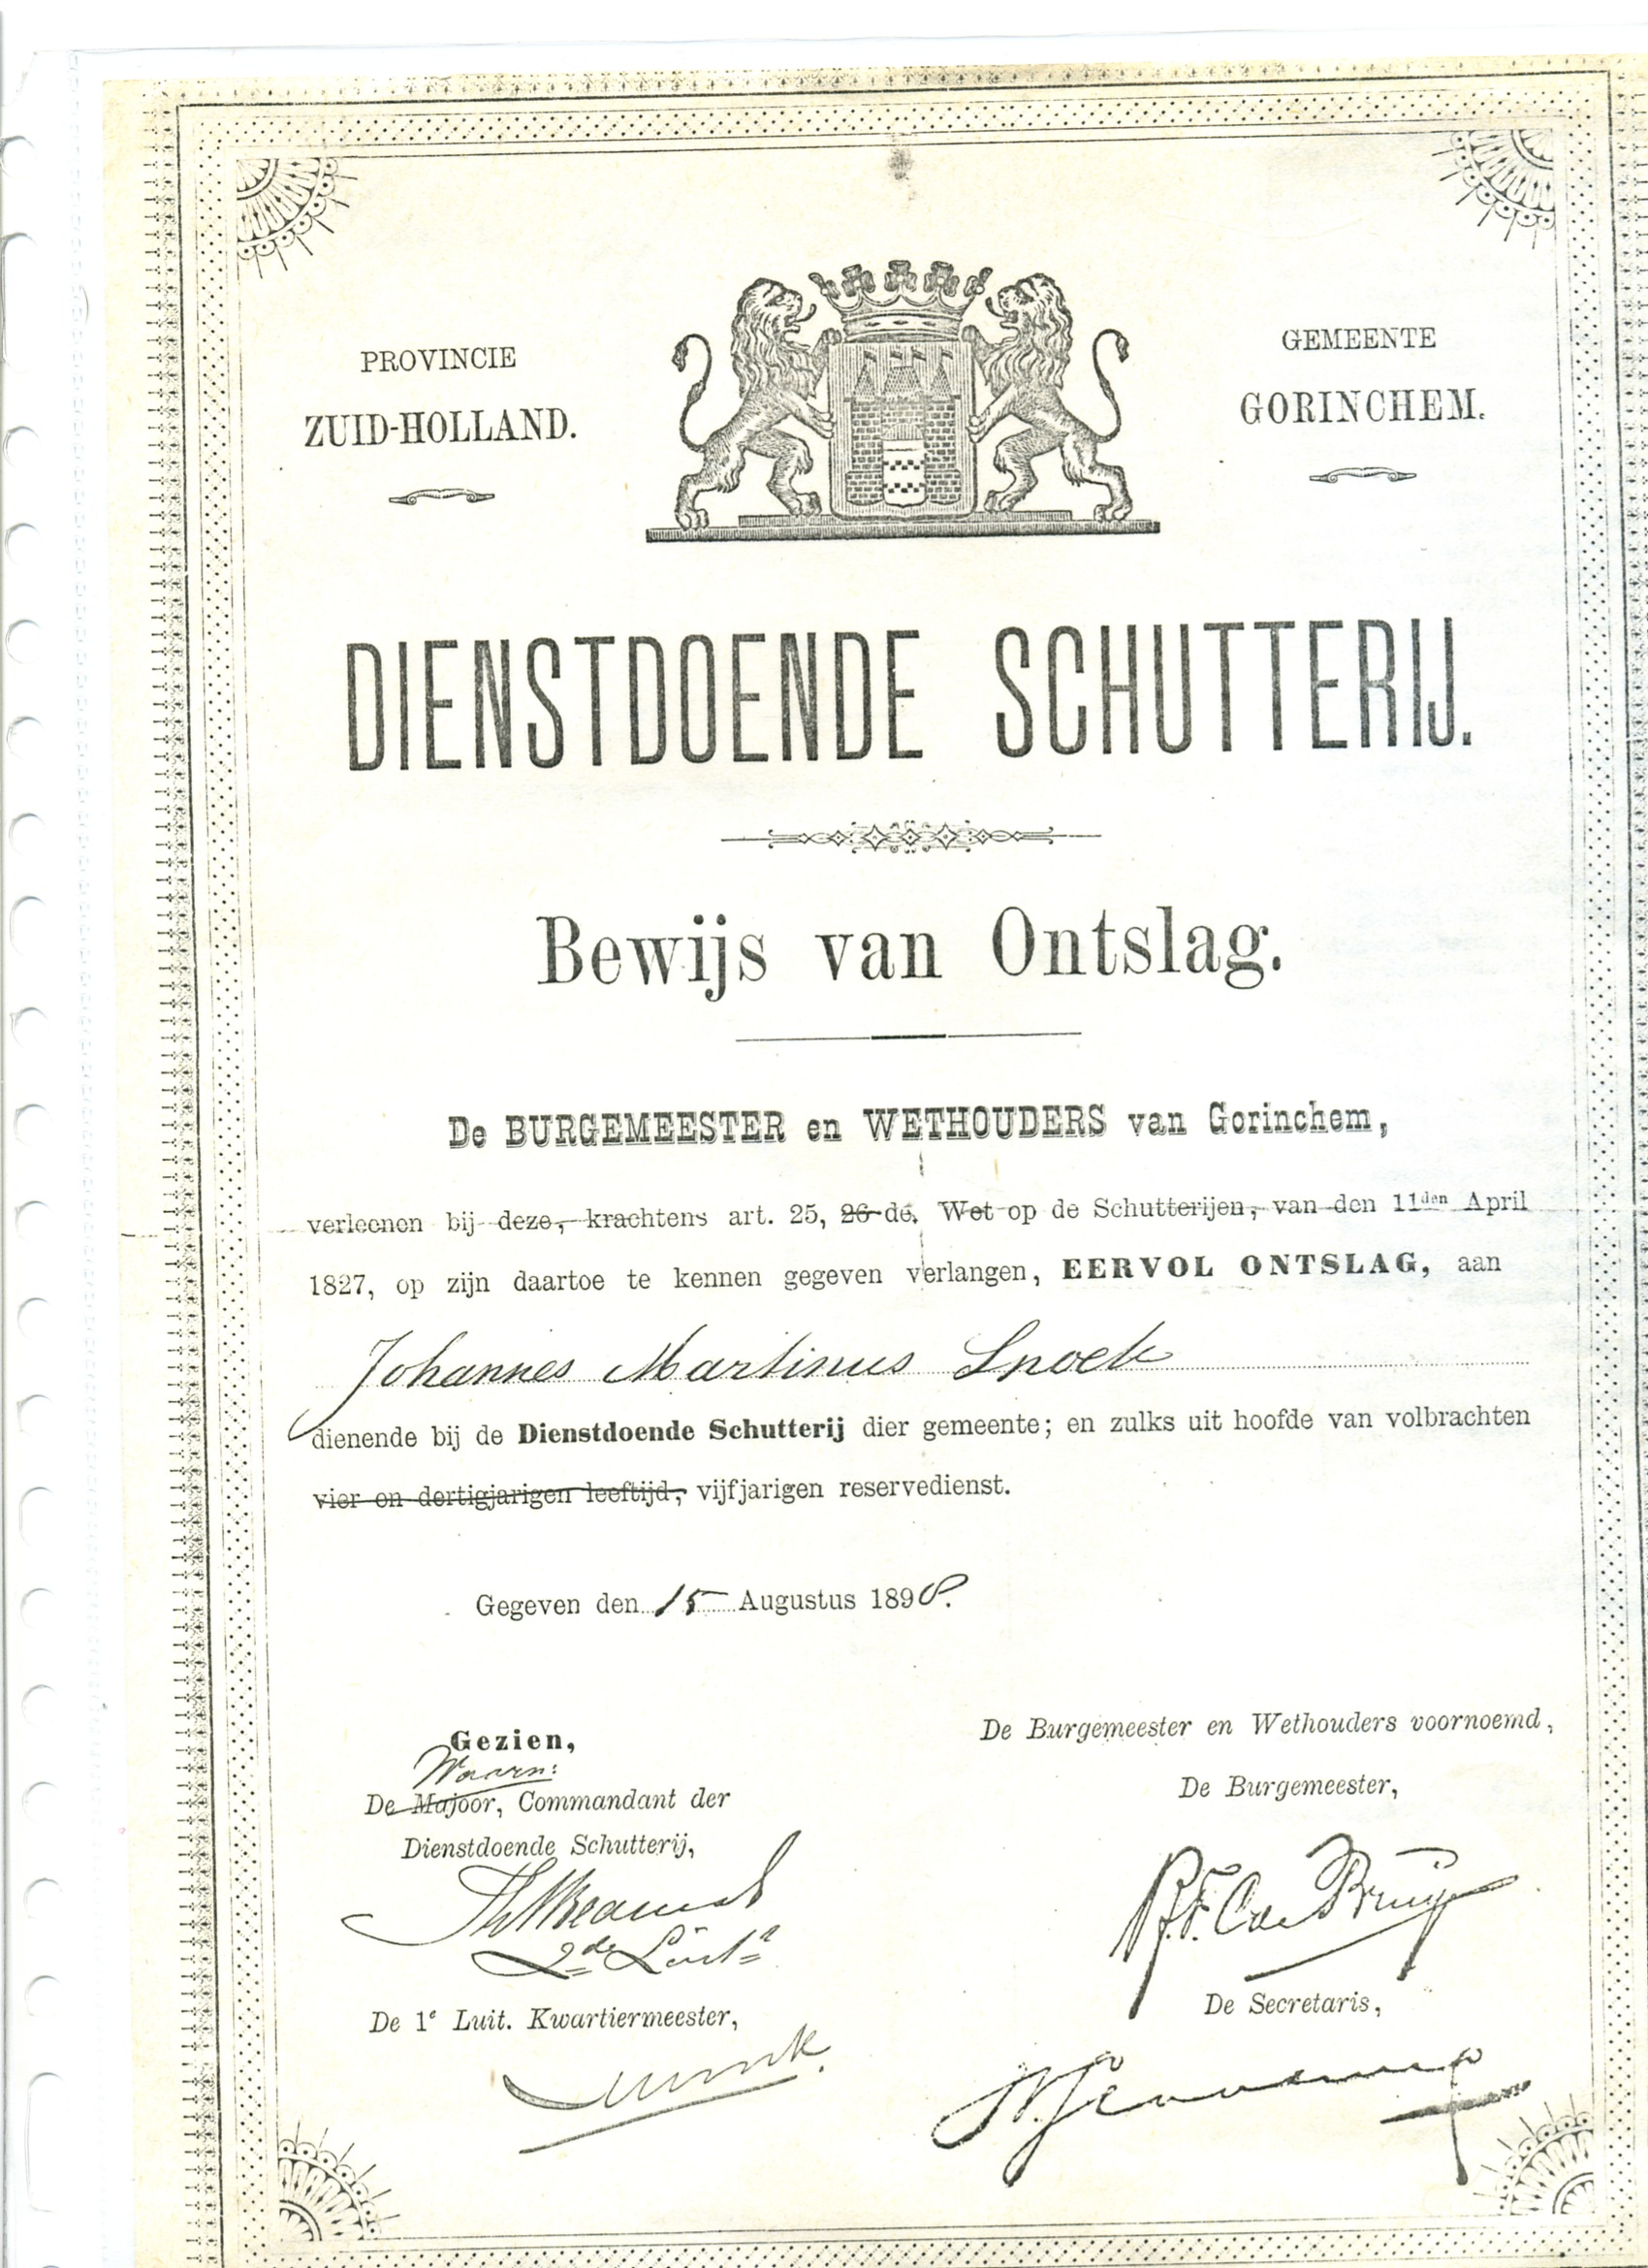 PROVINCIE
ZUID-HOLLAND.
GEMEENTE
GORINCHEM.
DIENSTDOENDE SCHUTTERIJ.
Bewijs van Ontslag.
De BURGEMEESTER en WETHOUDERS van Gorinchem,
verleenen bij deze, krachtens art. 25, 26 de. Wet op de Schutterijen, van den 11den April
1827, op zijn daartoe te kennen gegeven verlangen, EERVOL ONTSLAG, aan
Johannes Martinus Snoek
dienende bij de Dienstdoende Schutterij dier gemeente; en zulks uit hoofde van volbrachten
vier en dertigjarigen leeftijd, vijfjarigen reservedienst.
Gegeven den 15 Augustus 1898.
Gezien,
Waarn:
De Majoor, Commandant der
Dienstdoende Schutterij,
2de Luit
De 1e Luit. Kwartiermeester,
De Burgemeester en Wethouders voornoemd,
De Burgemeester,
De Secretaris,